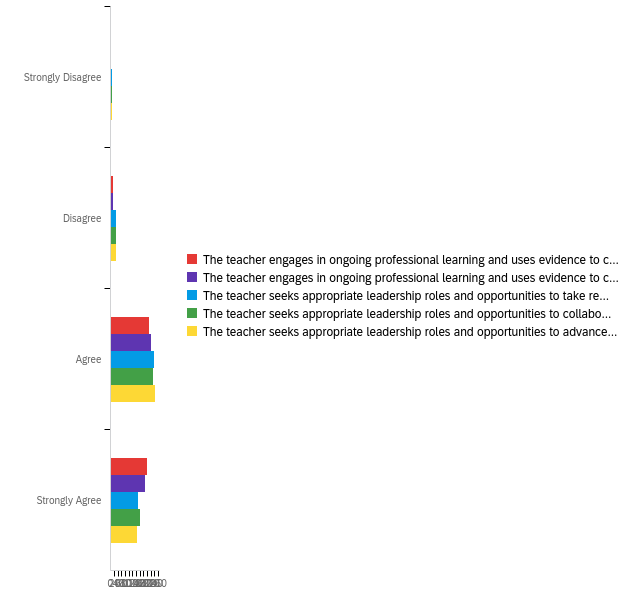 Strongly Disagree
Disagree
The teacher engages in ongoing professional learning and uses evidence to c...
The teacher engages in ongoing professional learning and uses evidence to c...
The teacher seeks appropriate leadership roles and opportunities to take re...
The teacher seeks appropriate leadership roles and opportunities to collabo...
The teacher seeks appropriate leadership roles and opportunities to advance...
Agree
Strongly Agree